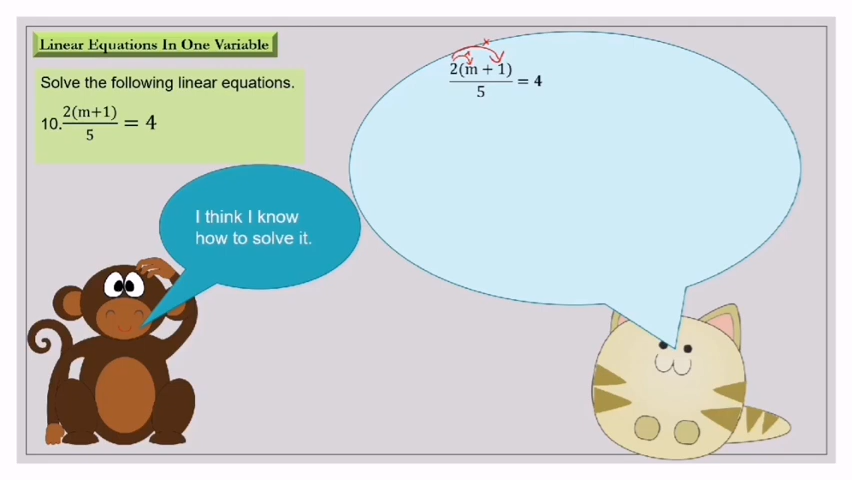 Linear Equations In One Variable
Solve the following linear equations.
10. 2(m+1)/5 = 4
I think I know
how to solve it.
2(m + 1)/5 = 4